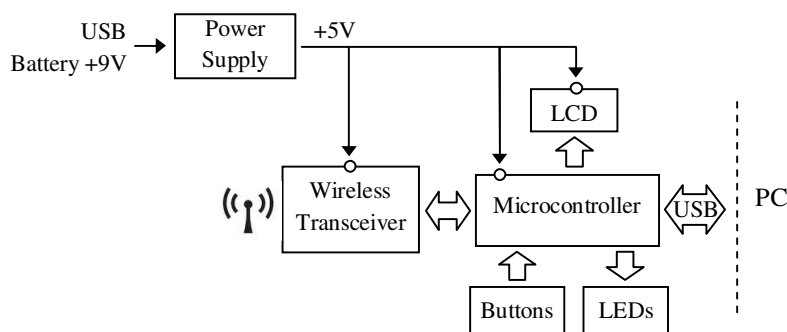 USB
Battery +9V
Power
Supply
+5V
LCD
Wireless
Transceiver
Microcontroller
USB
PC
Buttons
LEDs